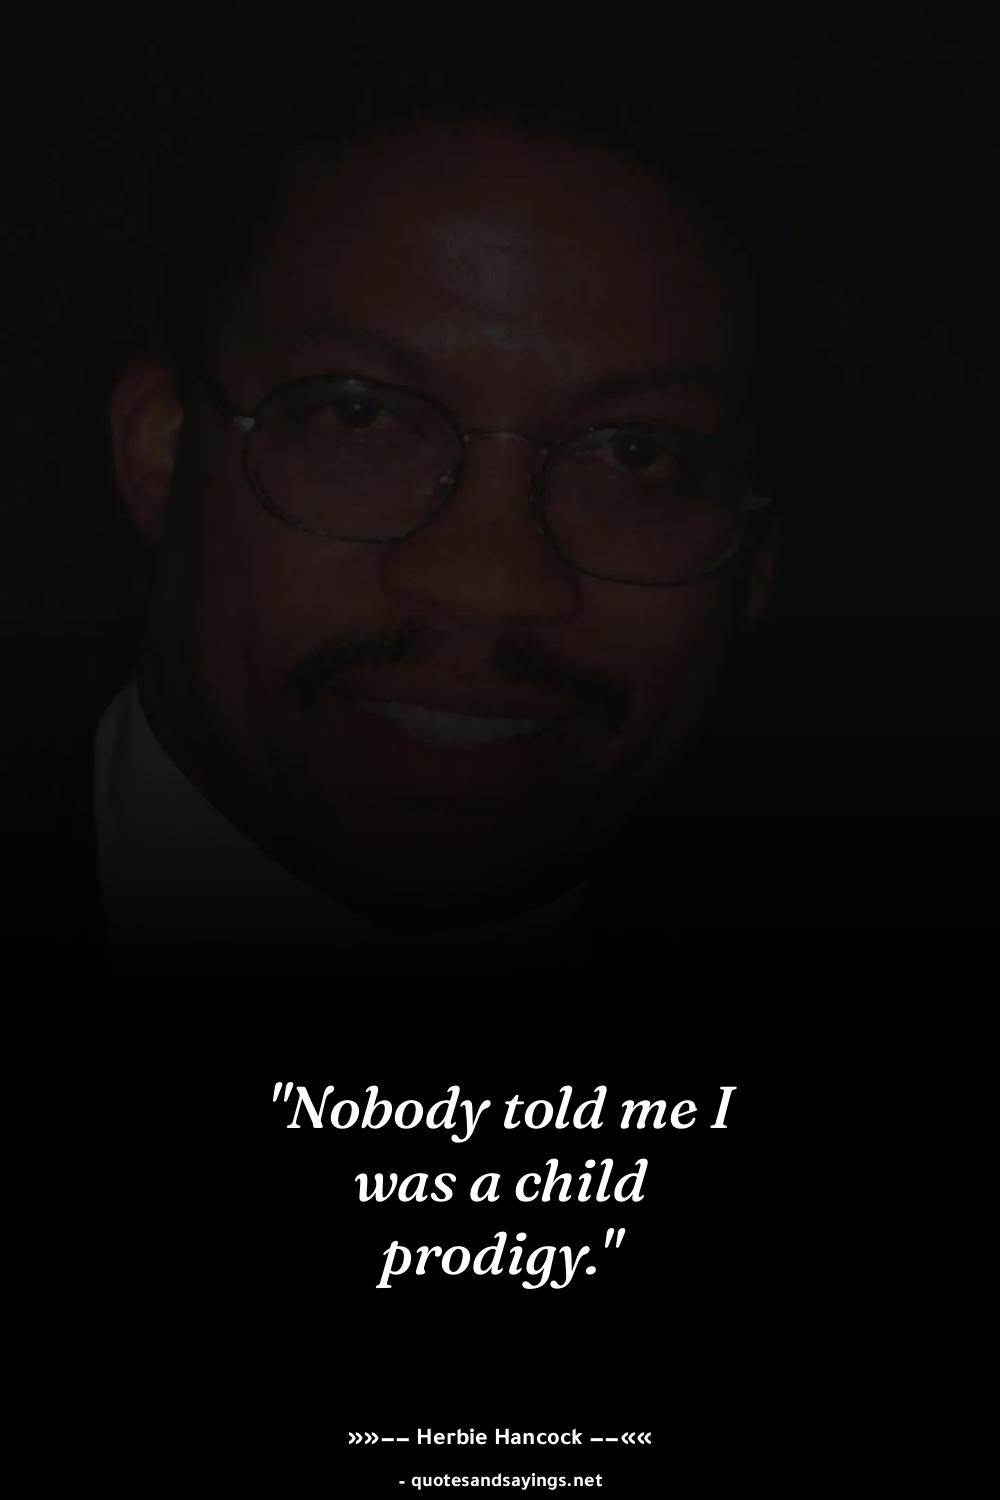 "Nobody told me I
was a child
prodigy."
»»−− Herbie Hancock −−««
- quotesandsayings.net